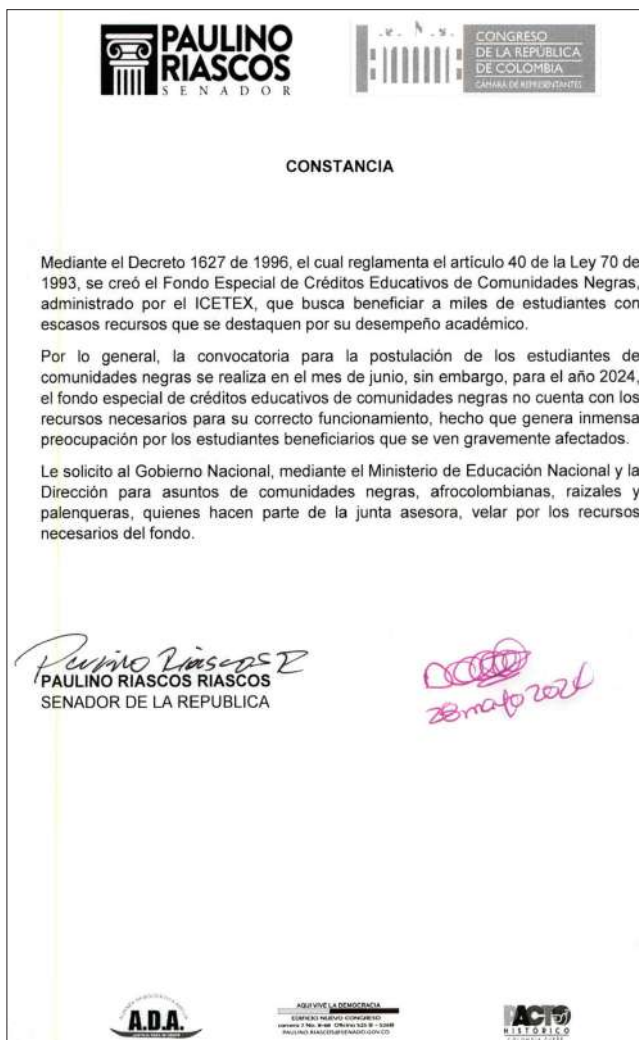 PAULINO
RIASCOS
SENADOR
CONGRESO
DE LA REPÚBLICA
DE COLOMBIA
CÁMARA DE REPRESENTANTES
CONSTANCIA
Mediante el Decreto 1627 de 1996, el cual reglamenta el artículo 40 de la Ley 70 de
1993, se creó el Fondo Especial de Créditos Educativos de Comunidades Negras,
administrado por el ICETEX, que busca beneficiar a miles de estudiantes con
escasos recursos que se destaquen por su desempeño académico.
Por lo general, la convocatoria para la postulación de los estudiantes de
comunidades negras se realiza en el mes de junio, sin embargo, para el año 2024,
el fondo especial de créditos educativos de comunidades negras no cuenta con los
recursos necesarios para su correcto funcionamiento, hecho que genera inmensa
preocupación por los estudiantes beneficiarios que se ven gravemente afectados.
Le solicito al Gobierno Nacional, mediante el Ministerio de Educación Nacional y la
Dirección para asuntos de comunidades negras, afrocolombianas, raizales y
palenqueras, quienes hacen parte de la junta asesora, velar por los recursos
necesarios del fondo.
Paulino Riascos R
PAULINO RIASCOS RIASCOS
SENADOR DE LA REPUBLICA
28 mayo 2024
A.D.A.
AQUI VIVE LA DEMOCRACIA
EDIFICIO NUEVO CONGRESO
PACTO
HISTÓRICO